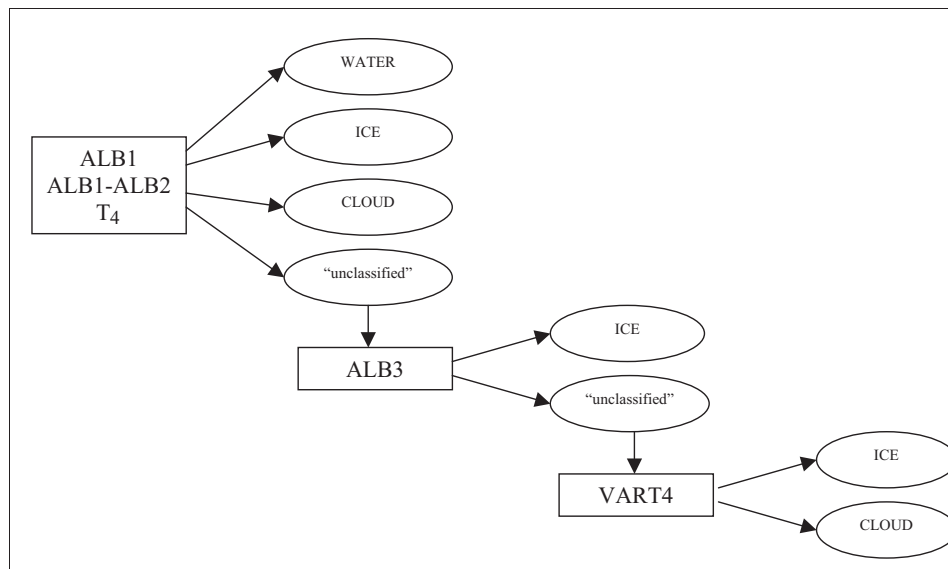 WATER
ICE
ALB1
ALB1-ALB2
T4
CLOUD
“unclassified”
ICE
ALB3
“unclassified”
ICE
VART4
CLOUD